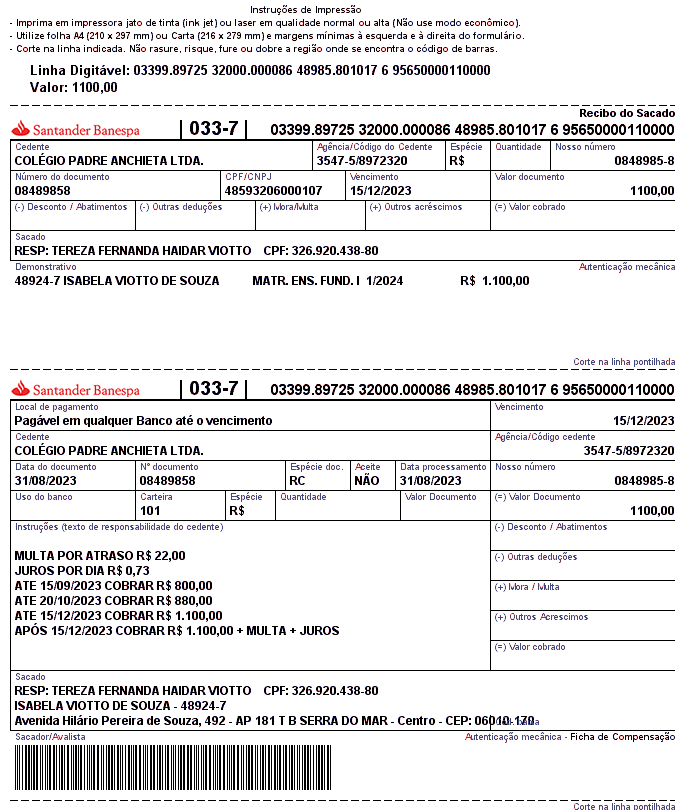 Instruções de Impressão
- Imprima em impressora jato de tinta (ink jet) ou laser em qualidade normal ou alta (Não use modo econômico).
- Utilize folha A4 (210 x 297 mm) ou Carta (216 x 279 mm) e margens mínimas à esquerda e à direita do formulário.
- Corte na linha indicada. Não rasure, risque, fure ou dobre a região onde se encontra o código de barras.
Linha Digitável: 03399.89725 32000.000086 48985.801017 6 95650000110000
Valor: 1100,00
Recibo do Sacado
Santander Banespa 033-7 03399.89725 32000.000086 48985.801017 6 95650000110000
Cedente Agência/Código do Cedente Espécie Quantidade Nosso número
COLÉGIO PADRE ANCHIETA LTDA. 3547-5/8972320 R$ 0848985-8
Número do documento CPF/CNPJ Vencimento Valor documento
08489858 48593206000107 15/12/2023 1100,00
(-) Desconto / Abatimentos (-) Outras deduções (+) Mora/Multa (+) Outros acréscimos (=) Valor cobrado
Sacado
RESP: TEREZA FERNANDA HAIDAR VIOTTO CPF: 326.920.438-80
Demonstrativo Autenticação mecânica
48924-7 ISABELA VIOTTO DE SOUZA MATR. ENS. FUND. I 1/2024 R$ 1.100,00
Corte na linha pontilhada
Santander Banespa 033-7 03399.89725 32000.000086 48985.801017 6 95650000110000
Local de pagamento Vencimento
Pagável em qualquer Banco até o vencimento 15/12/2023
Cedente Agência/Código cedente
COLÉGIO PADRE ANCHIETA LTDA. 3547-5/8972320
Data do documento N° documento Espécie doc. Aceite Data processamento Nosso número
31/08/2023 08489858 RC NÃO 31/08/2023 0848985-8
Uso do banco Carteira Espécie Quantidade Valor Documento (=) Valor Documento
101 R$ 1100,00
Instruções (texto de responsabilidade do cedente) (-) Desconto / Abatimentos
MULTA POR ATRASO R$ 22,00
(-) Outras deduções
JUROS POR DIA R$ 0,73
ATE 15/09/2023 COBRAR R$ 800,00
(+) Mora / Multa
ATE 20/10/2023 COBRAR R$ 880,00
ATE 15/12/2023 COBRAR R$ 1.100,00
(+) Outros Acrescimos
APÓS 15/12/2023 COBRAR R$ 1.100,00 + MULTA + JUROS
(=) Valor cobrado
Sacado
RESP: TEREZA FERNANDA HAIDAR VIOTTO CPF: 326.920.438-80
ISABELA VIOTTO DE SOUZA - 48924-7
Avenida Hilário Pereira de Souza, 492 - AP 181 T B SERRA DO MAR - Centro - CEP: 06010-170
Sacador/Avalista Autenticação mecânica - Ficha de Compensação
Corte na linha pontilhada